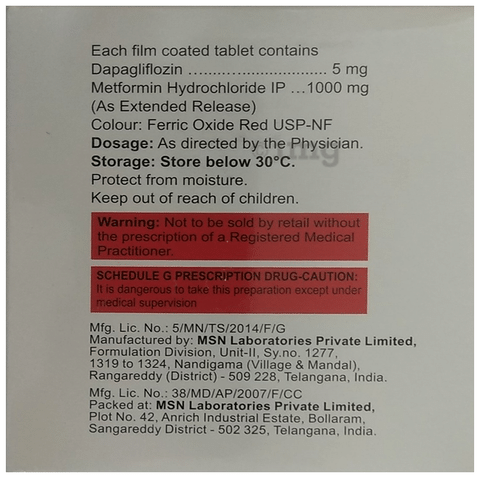 Each film coated tablet contains
Dapagliflozin ......................... 5 mg
Metformin Hydrochloride IP ...1000 mg
(As Extended Release)
Colour: Ferric Oxide Red USP-NF
Dosage: As directed by the Physician.
Storage: Store below 30°C.
Protect from moisture.
Keep out of reach of children.
Warning: Not to be sold by retail without
the prescription of a Registered Medical
Practitioner.
SCHEDULE G PRESCRIPTION DRUG-CAUTION:
It is dangerous to take this preparation except under
medical supervision
Mfg. Lic. No.: 5/MN/TS/2014/F/G
Manufactured by: MSN Laboratories Private Limited,
Formulation Division, Unit-II, Sy.no. 1277,
1319 to 1324, Nandigama (Village & Mandal),
Rangareddy (District) - 509 228, Telangana, India.
Mfg. Lic. No.: 38/MD/AP/2007/F/CC
Packed at: MSN Laboratories Private Limited,
Plot No. 42, Anrich Industrial Estate, Bollaram,
Sangareddy District - 502 325, Telangana, India.